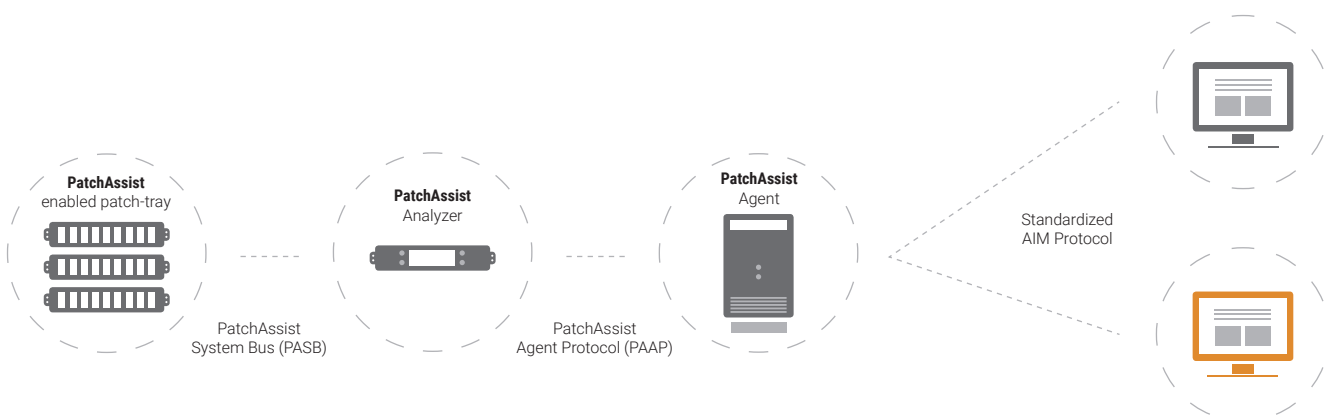 PatchAssist
enabled patch-tray
PatchAssist
System Bus (PASB)
PatchAssist
Analyzer
PatchAssist
Agent Protocol (PAAP)
PatchAssist
Agent
Standardized
AIM Protocol